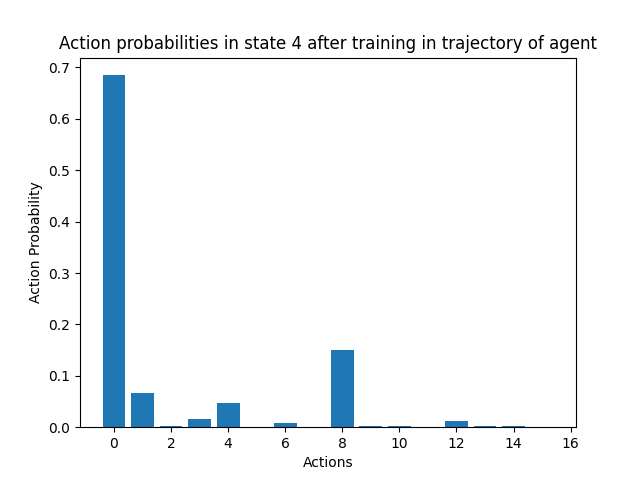 Action probabilities in state 4 after training in trajectory of agent
0.7
0.6
0.5
0.4
0.3
0.2
0.1
0.0
Action Probability
0 2 4 6 8 10 12 14 16
Actions